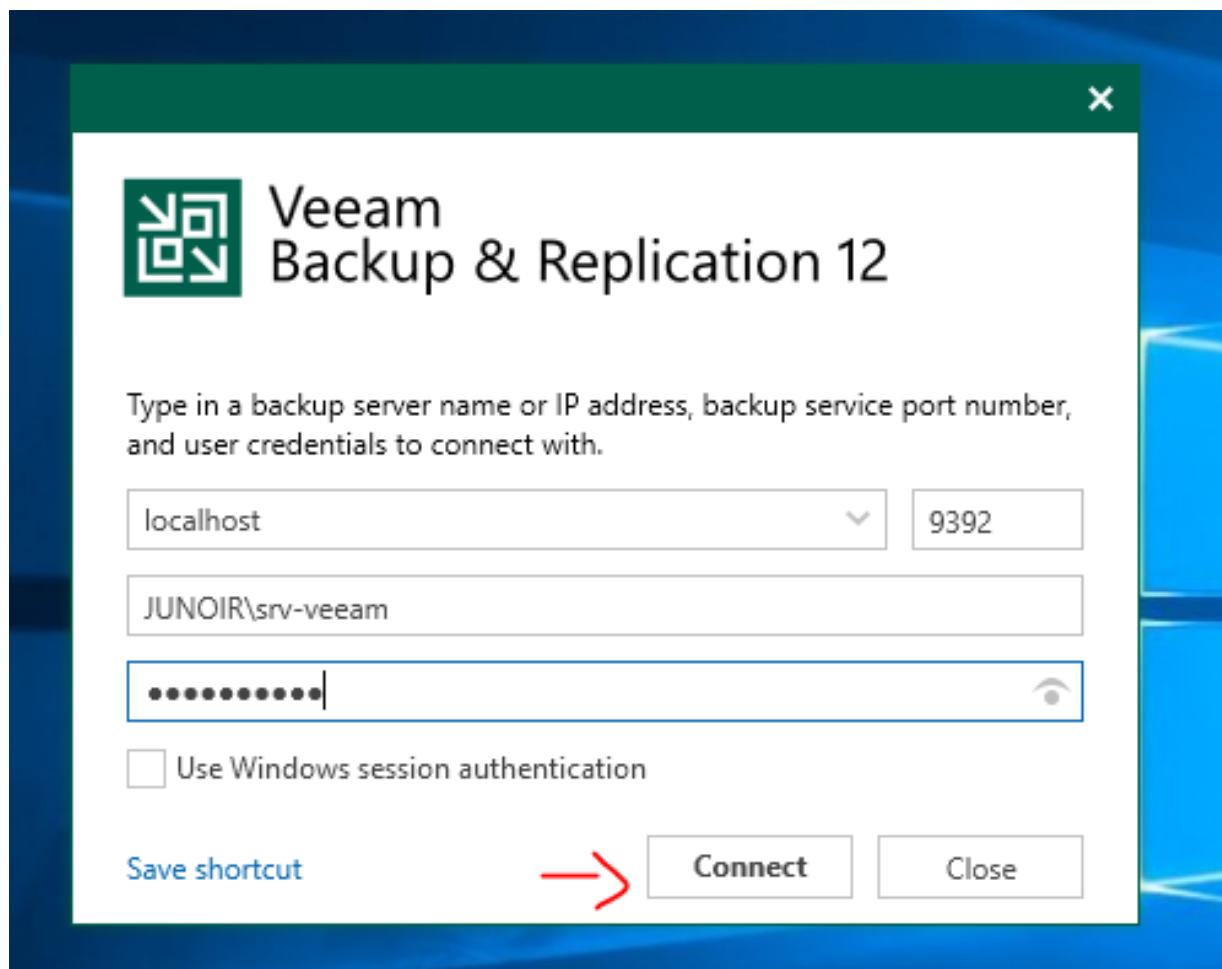 Veeam
Backup & Replication 12
Type in a backup server name or IP address, backup service port number,
and user credentials to connect with.
localhost
9392
JUNOIR\srv-veeam
Use Windows session authentication
Save shortcut
Connect
Close